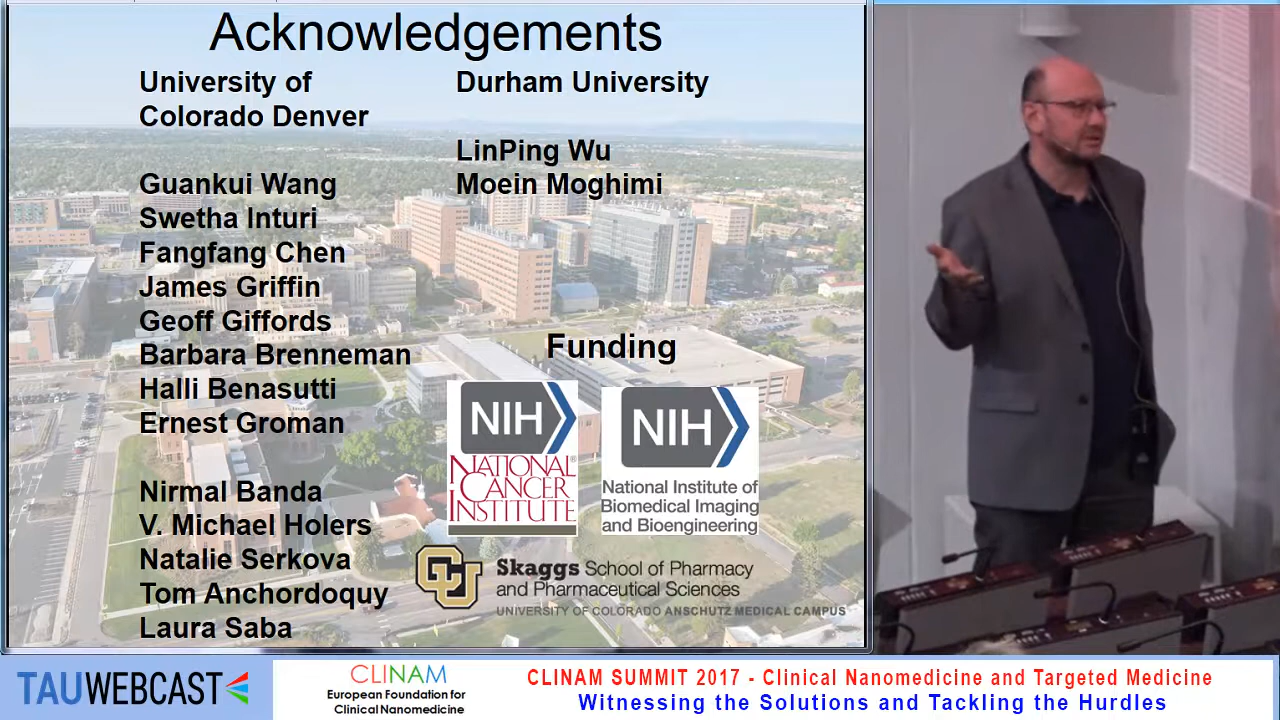 Acknowledgements
University of
Colorado Denver
Guankui Wang
Swetha Inturi
Fangfang Chen
James Griffin
Geoff Giffords
Barbara Brenneman
Halli Benasutti
Ernest Groman
Nirmal Banda
V. Michael Holers
Natalie Serkova
Tom Anchordoquy
Laura Saba
Durham University
LinPing Wu
Moein Moghimi
Funding
NIH
NATIONAL
CANCER
INSTITUTE
NIH
National Institute of
Biomedical Imaging
and Bioengineering
CU
Skaggs School of Pharmacy
and Pharmaceutical Sciences
UNIVERSITY OF COLORADO ANSCHUTZ MEDICAL CAMPUS
TAUWEBCAST
CLINAM
European Foundation for
Clinical Nanomedicine
CLINAM SUMMIT 2017 - Clinical Nanomedicine and Targeted Medicine
Witnessing the Solutions and Tackling the Hurdles